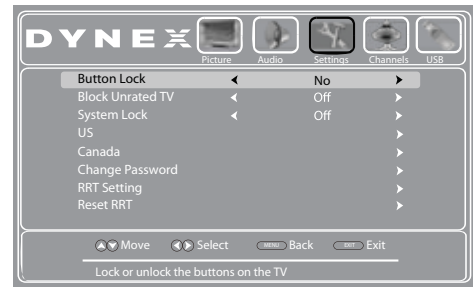 DYNEX
Picture Audio Settings Channels USB
Button Lock No
Block Unrated TV Off
System Lock Off
US
Canada
Change Password
RRT Setting
Reset RRT
Move Select MENU Back EXIT Exit
Lock or unlock the buttons on the TV